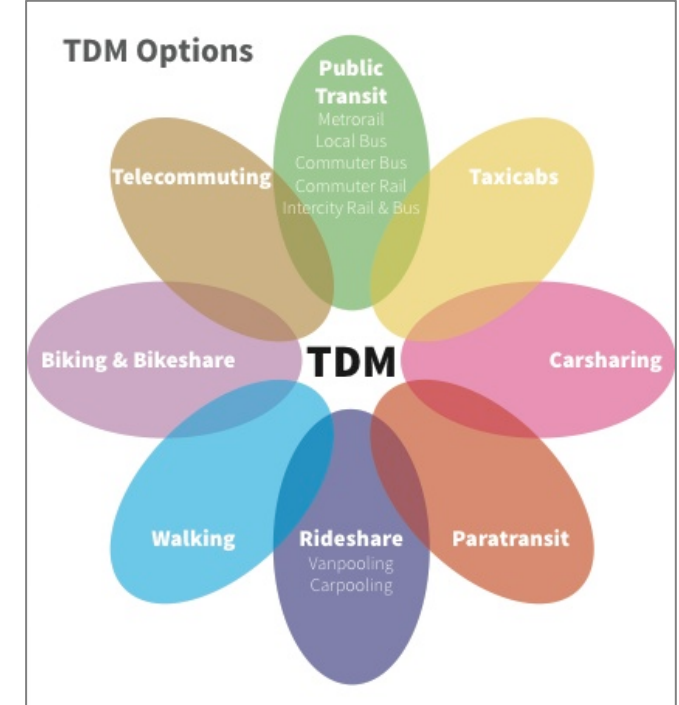 TDM Options
Public
Transit
Metrorail
Local Bus
Commuter Bus
Commuter Rail
Intercity Rail & Bus
Telecommuting
Taxicabs
Biking & Bikeshare
TDM
Carsharing
Walking
Rideshare
Vanpooling
Carpooling
Paratransit